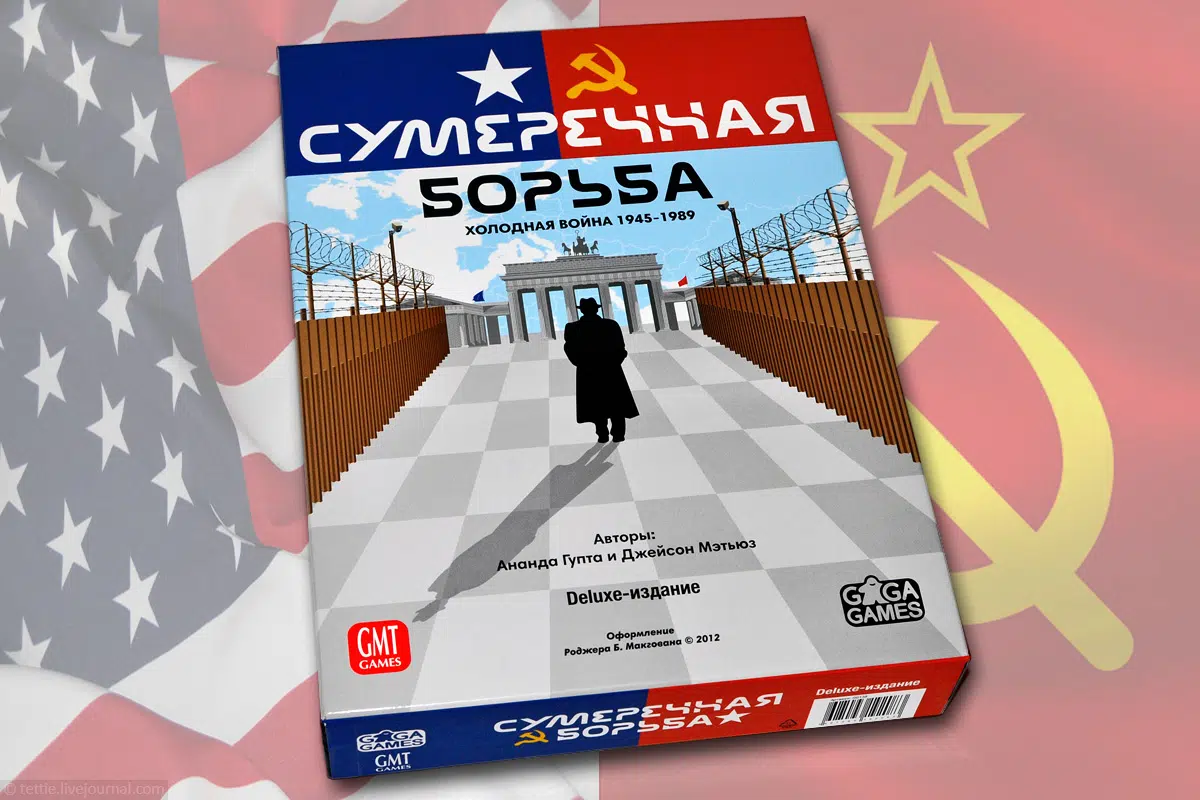 СУМЕРЕЧНАЯ
БОРЬБА
ХОЛОДНАЯ ВОЙНА 1945-1989
Авторы:
Ананда Гупта и Джейсон Мэтьюз
Deluxe-издание
Оформление
Роджера Б. Макгована © 2012
GMT
GAMES
GAGA
GAMES
GAGA
GAMES
GMT
GAMES
СУМЕРЕЧНАЯ
БОРЬБА
Deluxe-издание
© tettie.livejournal.com